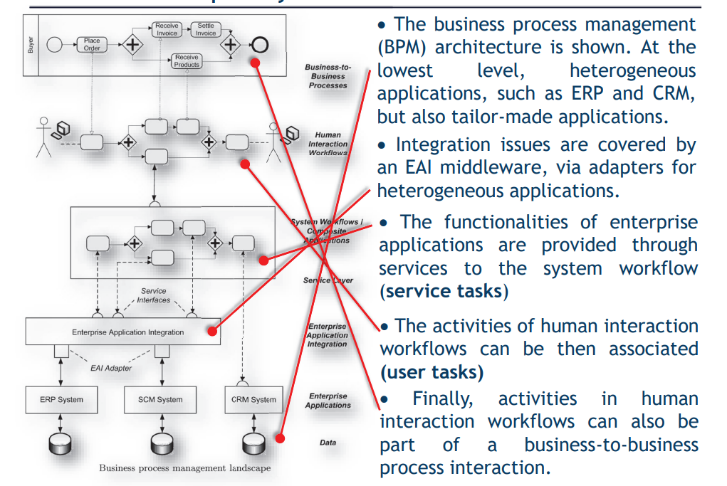 Buyer
Place
Order
Receive
Invoice
Settle
Invoice
Receive
Products
Business-to-
Business
Processes
Human
Interaction
Workflows
System Workflows /
Composite
Applications
Service
Interfaces
Service Layer
Enterprise Application Integration
Enterprise
Application
Integration
EAI Adapter
ERP System
SCM System
CRM System
Enterprise
Applications
Data
Business process management landscape
• The business process management
(BPM) architecture is shown. At the
lowest level, heterogeneous
applications, such as ERP and CRM,
but also tailor-made applications.
• Integration issues are covered by
an EAI middleware, via adapters for
heterogeneous applications.
• The functionalities of enterprise
applications are provided through
services to the system workflow
(service tasks)
• The activities of human interaction
workflows can be then associated
(user tasks)
• Finally, activities in human
interaction workflows can also be
part of a business-to-business
process interaction.